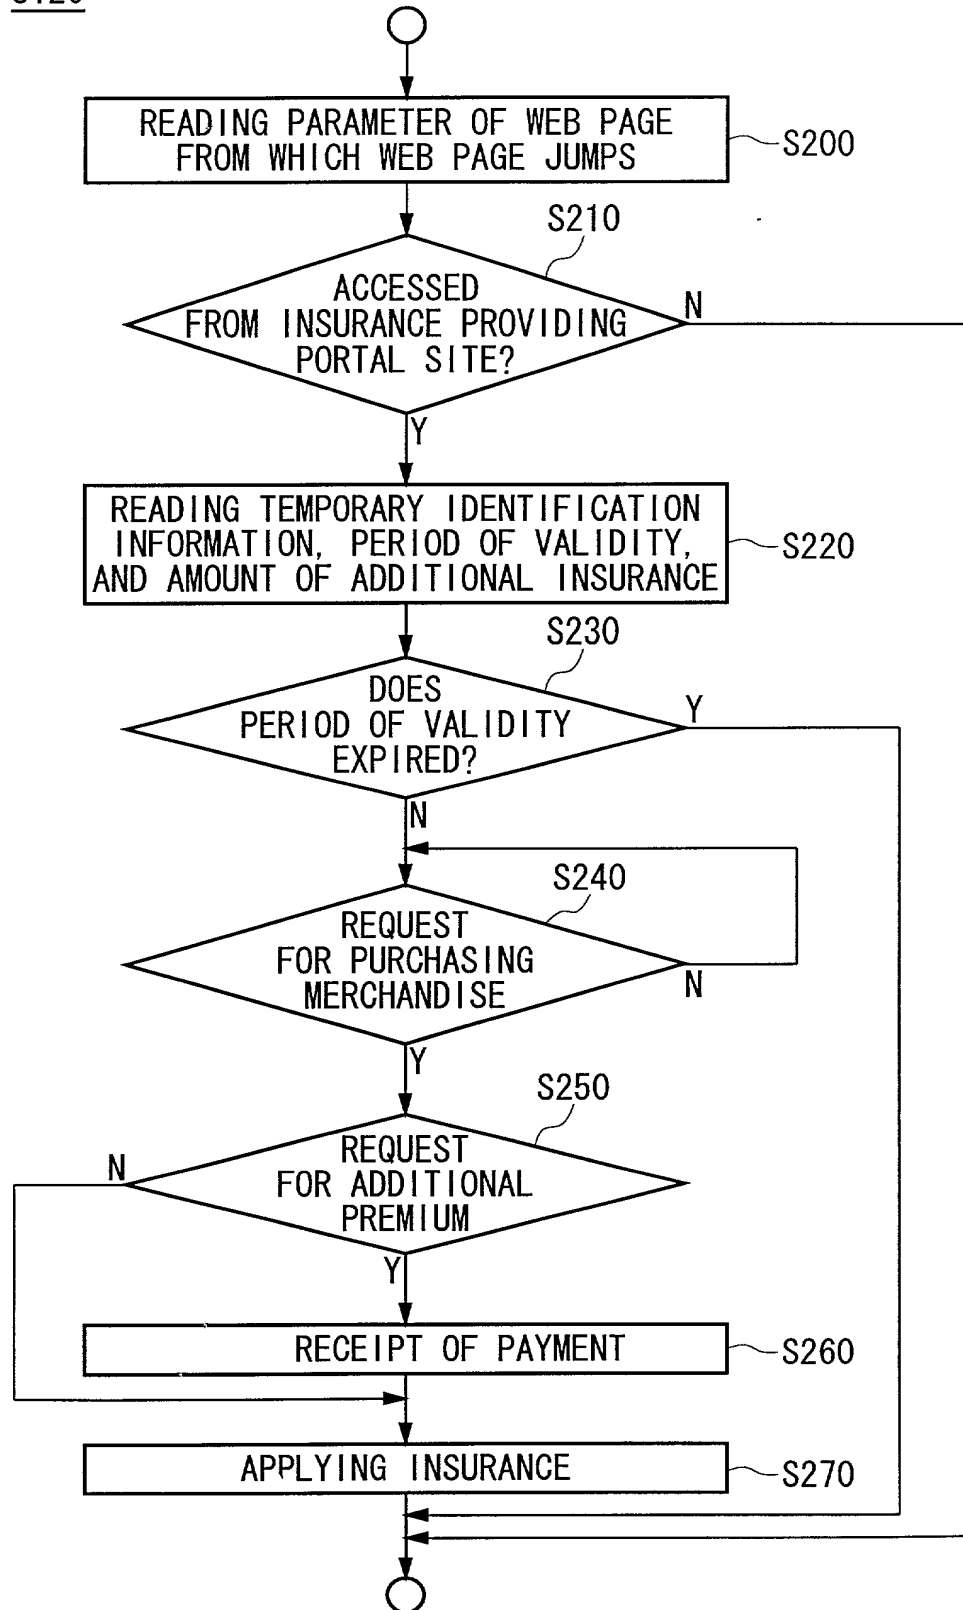 READING PARAMETER OF WEB PAGE
FROM WHICH WEB PAGE JUMPS
S200
S210
ACCESSED
FROM INSURANCE PROVIDING
PORTAL SITE?
N
Y
READING TEMPORARY IDENTIFICATION
INFORMATION, PERIOD OF VALIDITY,
AND AMOUNT OF ADDITIONAL INSURANCE
S220
S230
DOES
PERIOD OF VALIDITY
EXPIRED?
Y
N
S240
REQUEST
FOR PURCHASING
MERCHANDISE
N
Y
S250
REQUEST
FOR ADDITIONAL
PREMIUM
N
Y
RECEIPT OF PAYMENT
S260
APPLYING INSURANCE
S270